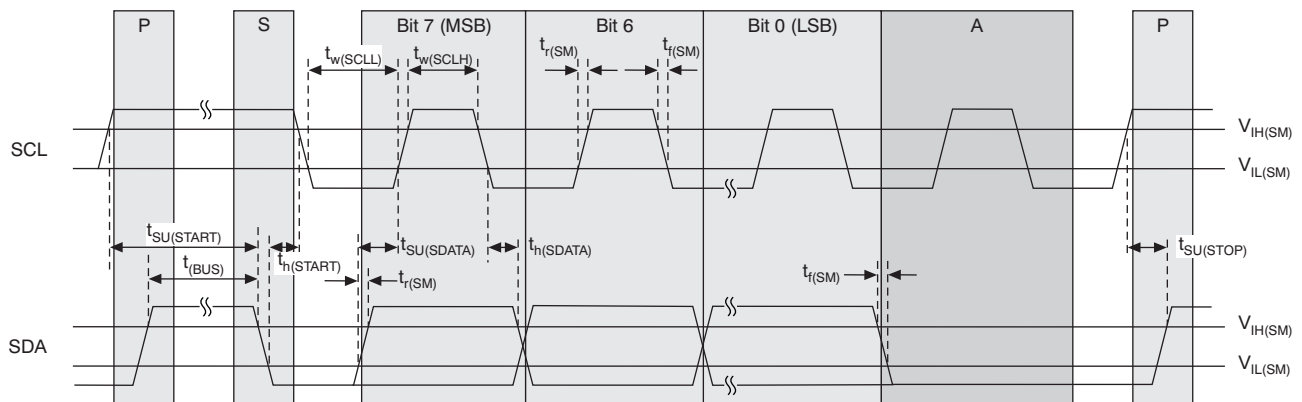 P S Bit 7 (MSB) Bit 6 Bit 0 (LSB) A P
tw(SCLL) tw(SCLH) tr(SM) tf(SM)
VIH(SM)
SCL
VIL(SM)
tSU(START) th(START) tSU(SDATA) th(SDATA) tSU(STOP)
t(BUS) tr(SM) tf(SM)
VIH(SM)
SDA
VIL(SM)